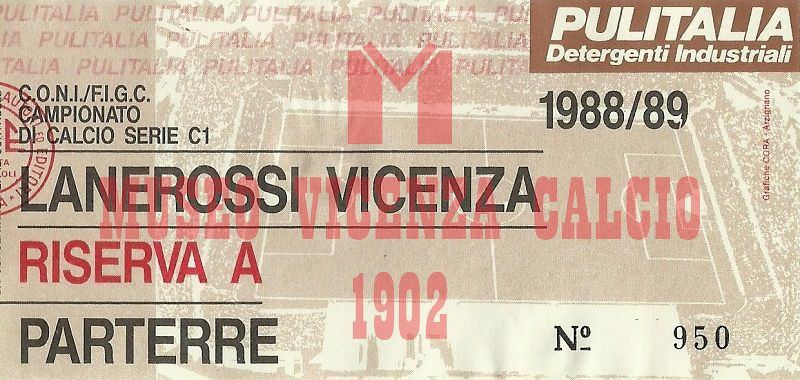 PULITALIA PULITALIA PULITALIA PULITALIA PULITALIA PULITALIA
PULITALIA
Detergenti Industriali
C.O.N.I./F.I.G.C.
CAMPIONATO
DI CALCIO SERIE C1
1988/89
Grafiche CORA - Arzignano
M
LANEROSSI VICENZA
MUSEO VICENZA CALCIO
1902
RISERVA A
PARTERRE
Nº 950